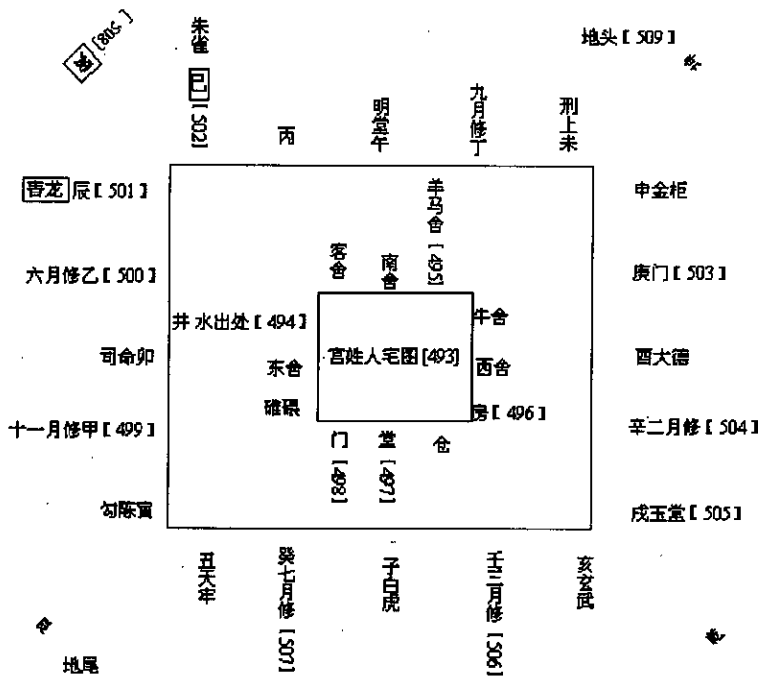 [508]
朱雀巳[502]
丙
明堂午
九月修丁
刑上未
地头[509]
青龙 辰[501]
六月修乙[500]
司命卯
十一月修甲[499]
勾陈寅
客舍
南舍
羊马舍[495]
井 水出处[494]
东舍
碓碨
宫姓人宅图[493]
牛舍
西舍
房[496]
门[498]
堂[497]
仓
申金柜
庚门[503]
酉大德
辛二月修[504]
戌玉堂[505]
丑天牢
癸七月修[507]
子白虎
壬三月修[506]
亥玄武
地尾